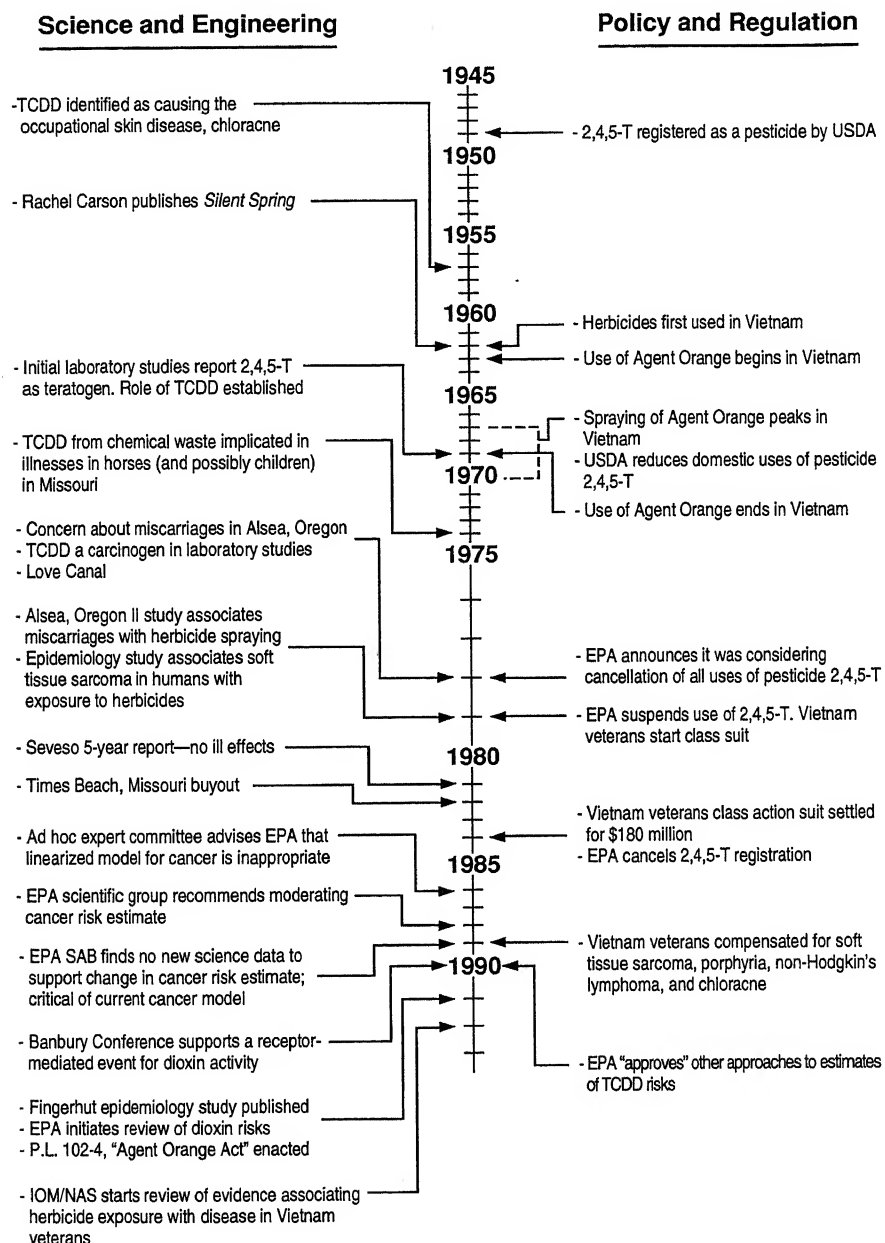 Science and Engineering
-TCDD identified as causing the
occupational skin disease, chloracne
- Rachel Carson publishes Silent Spring
- Initial laboratory studies report 2,4,5-T
as teratogen. Role of TCDD established
- TCDD from chemical waste implicated in
illnesses in horses (and possibly children)
in Missouri
- Concern about miscarriages in Alsea, Oregon
- TCDD a carcinogen in laboratory studies
- Love Canal
- Alsea, Oregon II study associates
miscarriages with herbicide spraying
- Epidemiology study associates soft
tissue sarcoma in humans with
exposure to herbicides
- Seveso 5-year report—no ill effects
- Times Beach, Missouri buyout
- Ad hoc expert committee advises EPA that
linearized model for cancer is inappropriate
- EPA scientific group recommends moderating
cancer risk estimate
- EPA SAB finds no new science data to
support change in cancer risk estimate;
critical of current cancer model
- Banbury Conference supports a receptor-
mediated event for dioxin activity
- Fingerhut epidemiology study published
- EPA initiates review of dioxin risks
- P.L. 102-4, “Agent Orange Act” enacted
- IOM/NAS starts review of evidence associating
herbicide exposure with disease in Vietnam
veterans
1945
1950
1955
1960
1965
1970
1975
1980
1985
1990
Policy and Regulation
- 2,4,5-T registered as a pesticide by USDA
- Herbicides first used in Vietnam
- Use of Agent Orange begins in Vietnam
- Spraying of Agent Orange peaks in
Vietnam
- USDA reduces domestic uses of pesticide
2,4,5-T
- Use of Agent Orange ends in Vietnam
- EPA announces it was considering
cancellation of all uses of pesticide 2,4,5-T
- EPA suspends use of 2,4,5-T. Vietnam
veterans start class suit
- Vietnam veterans class action suit settled
for $180 million
- EPA cancels 2,4,5-T registration
- Vietnam veterans compensated for soft
tissue sarcoma, porphyria, non-Hodgkin's
lymphoma, and chloracne
- EPA “approves” other approaches to estimates
of TCDD risks